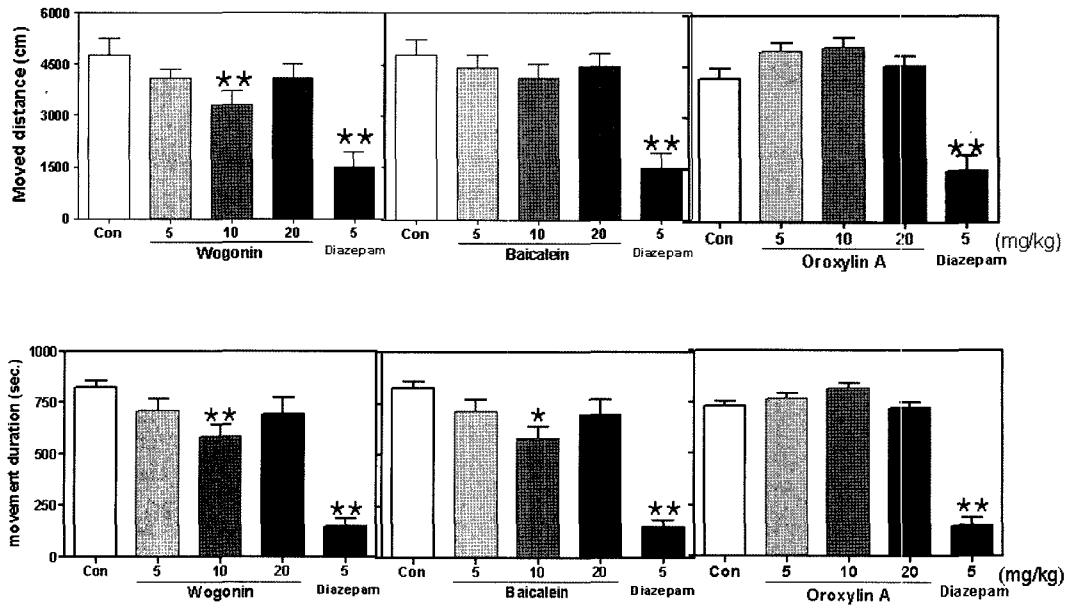 Moved distance (cm)
6000
4500
3000
1500
0
★★
★★
★★
★★
Con 5 10 20 5
Wogonin Diazepam
Con 5 10 20 5
Baicalein Diazepam
Con 5 10 20 5 (mg/kg)
Oroxylin A Diazepam
movement duration (sec.)
1000
750
500
250
0
★★
★★
★
★★
★★
Con 5 10 20 5
Wogonin Diazepam
Con 5 10 20 5
Baicalein Diazepam
Con 5 10 20 5 (mg/kg)
Oroxylin A Diazepam